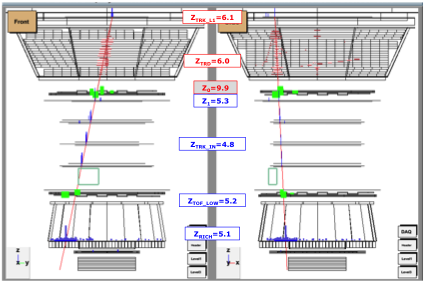 Front
Z_TRK_L1=6.1
Z_TRD=6.0
Z_Q=9.9
Z_1=5.3
Z_TRK_IN=4.8
Z_TOF_LOW=5.2
Z_RICH=5.1
DAQ
z
x y
z
y x